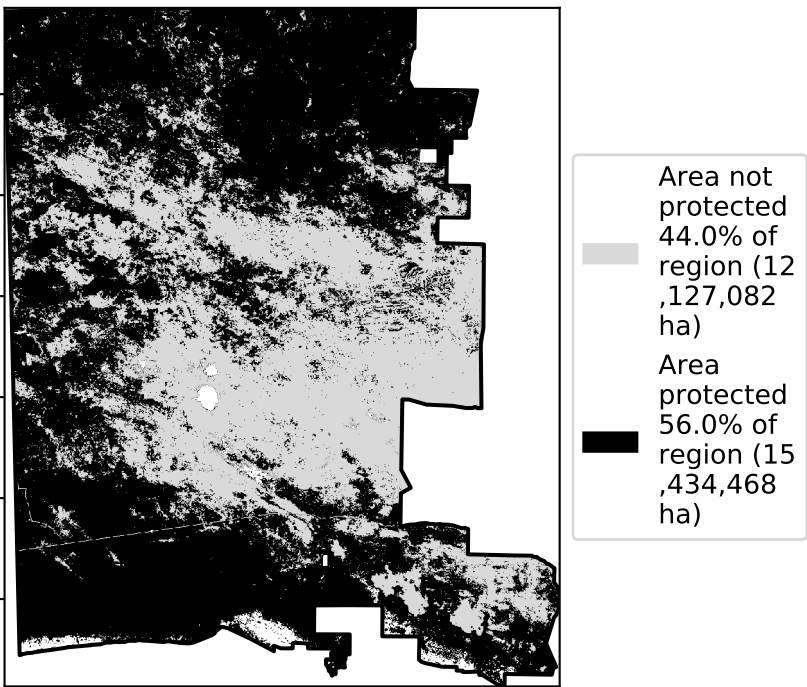 Area not
protected
44.0% of
region (12
,127,082
ha)
Area
protected
56.0% of
region (15
,434,468
ha)